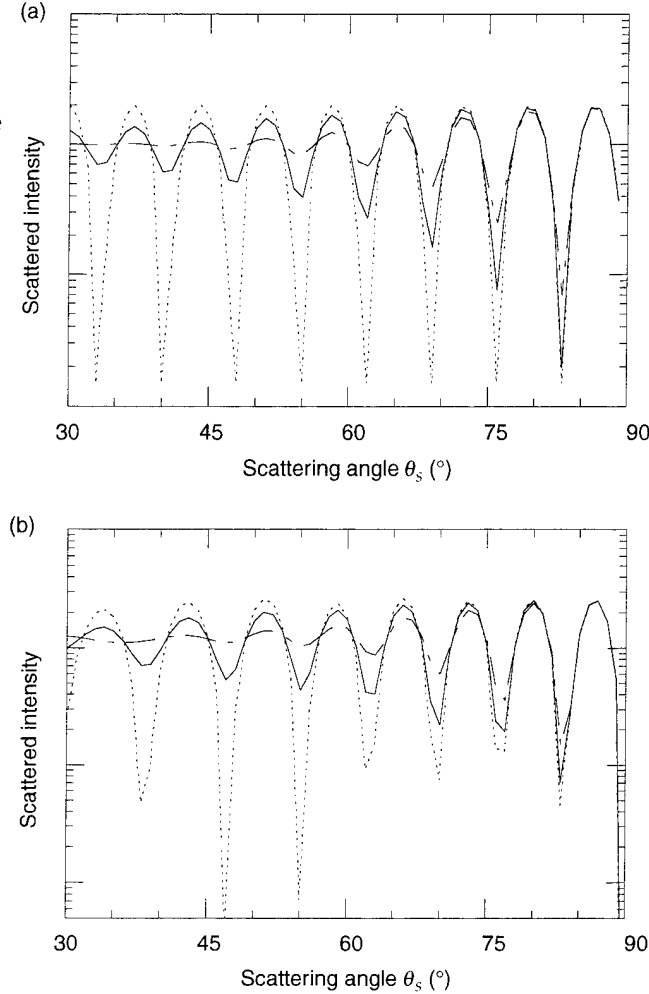 (a)
Scattered intensity
30 45 60 75 90
Scattering angle θs (°)
(b)
Scattered intensity
30 45 60 75 90
Scattering angle θs (°)